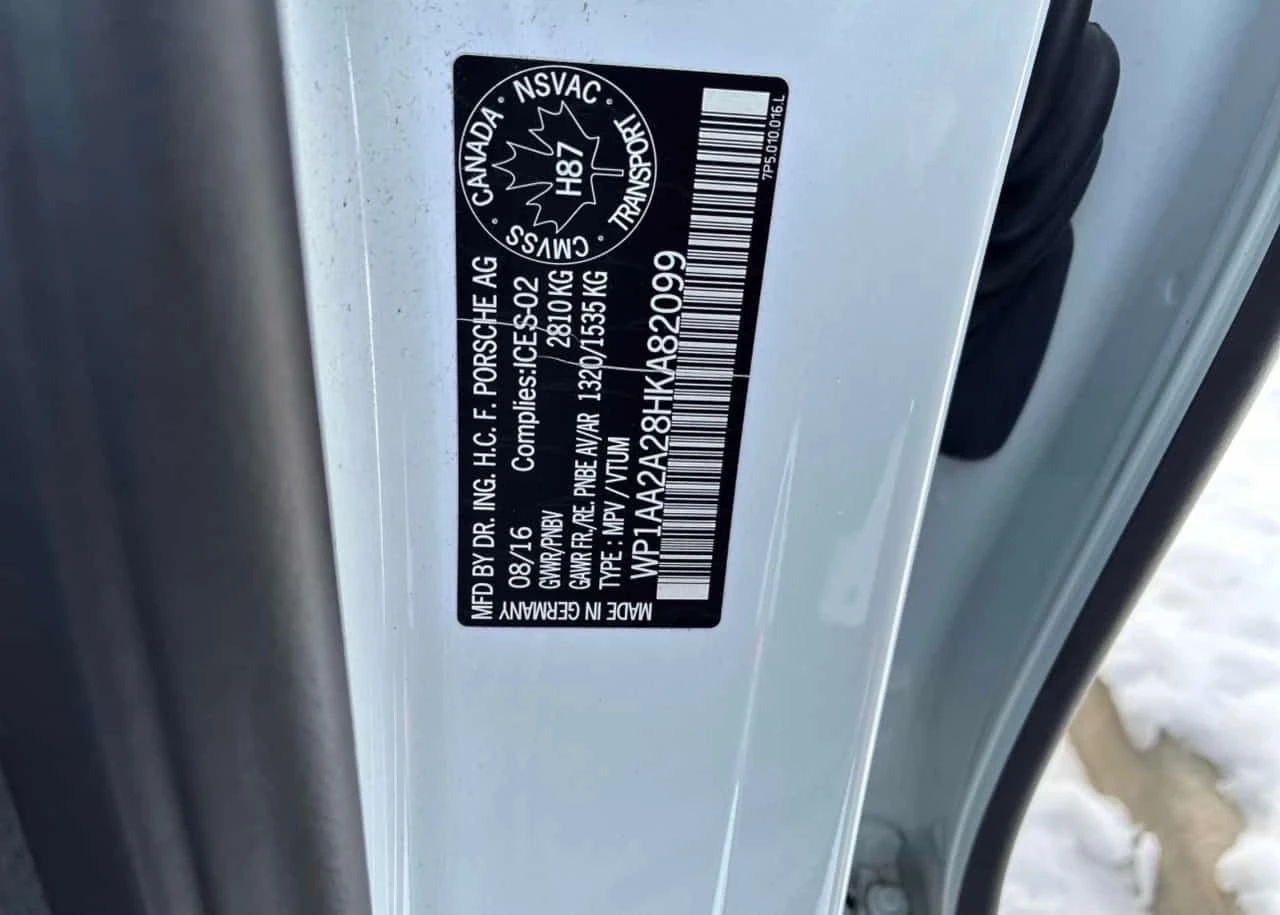 MFD BY DR. ING. H.C. F. PORSCHE AG
08/16 Complies:ICES-02
GVWR/PNBV 2810 KG
GAWR FR./RE. PNBE AV/AR 1320/1535 KG
TYPE : MPV / VTUM
WP1AA2A28HKA82099
MADE IN GERMANY
CANADA • NSVAC • TRANSPORT • CMVSS •
H87
7P5.010.016.L